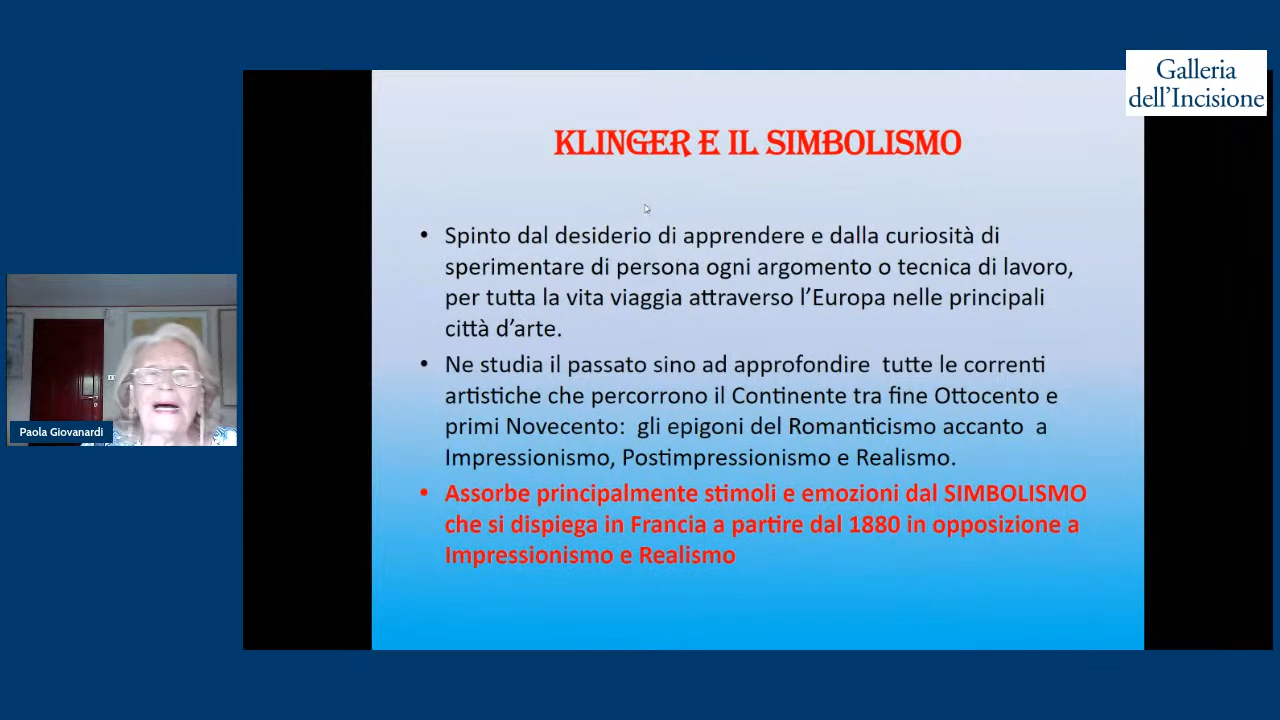 Galleria
dell'Incisione
KLINGER E IL SIMBOLISMO
• Spinto dal desiderio di apprendere e dalla curiosità di
sperimentare di persona ogni argomento o tecnica di lavoro,
per tutta la vita viaggia attraverso l'Europa nelle principali
città d'arte.
• Ne studia il passato sino ad approfondire tutte le correnti
artistiche che percorrono il Continente tra fine Ottocento e
primi Novecento: gli epigoni del Romanticismo accanto a
Impressionismo, Postimpressionismo e Realismo.
• Assorbe principalmente stimoli e emozioni dal SIMBOLISMO
che si dispiega in Francia a partire dal 1880 in opposizione a
Impressionismo e Realismo
Paola Giovanardi